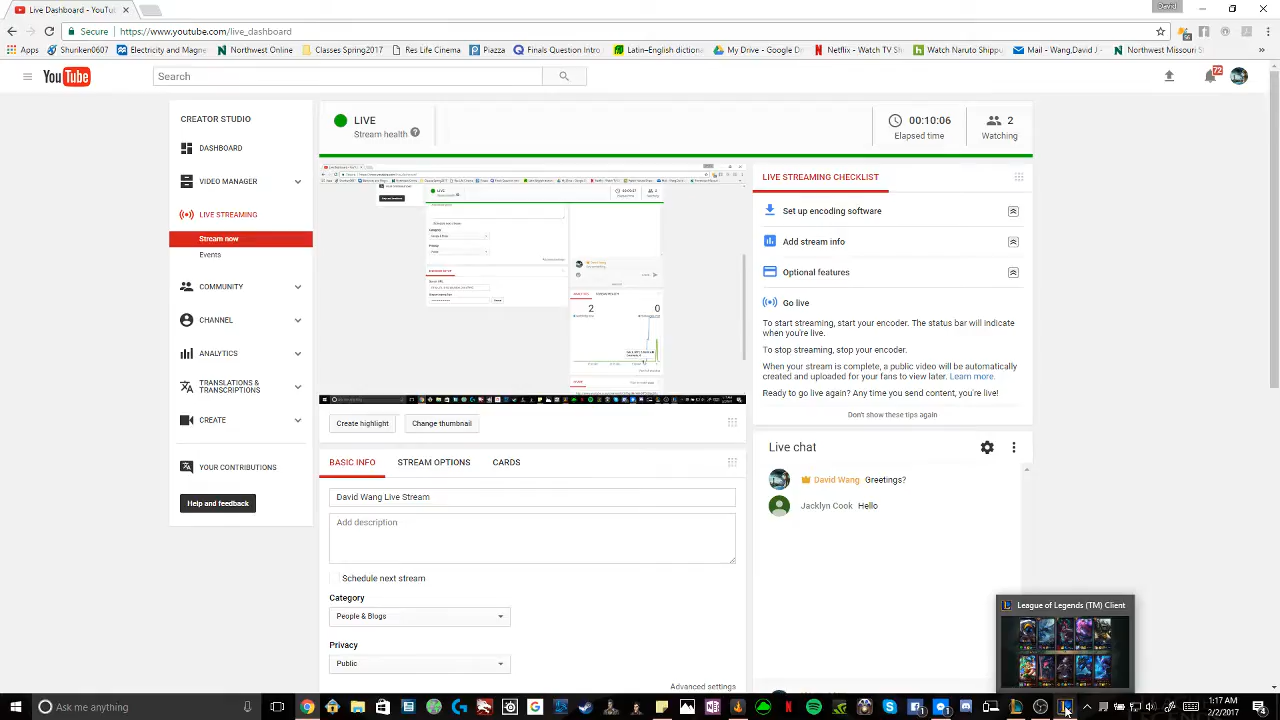 Live Dashboard - YouTu
David
Secure
https://www.youtube.com/live_dashboard
Apps
Shuriken0607
Electricity and Magnet
Northwest Online
Classes Spring2017
Res Life Cinema
Piazza
Finals Question Intro
Latin–English diction
My Drive - Google Do
Netflix - Watch TV Sh
Watch Naruto Shippu
Mail - Wang,David J -
Northwest Missouri S
YouTube
Search
72
CREATOR STUDIO
DASHBOARD
VIDEO MANAGER
LIVE STREAMING
Stream now
Events
COMMUNITY
CHANNEL
ANALYTICS
TRANSLATIONS &
TRANSCRIPTIONS
CREATE
YOUR CONTRIBUTIONS
Help and feedback
LIVE
Stream health
00:10:06
Elapsed time
2
Watching
2
0
Create highlight
Change thumbnail
BASIC INFO
STREAM OPTIONS
CARDS
David Wang Live Stream
Add description
Schedule next stream
Category
People & Blogs
Privacy
Public
Advanced settings
LIVE STREAMING CHECKLIST
Set up encoding software
Add stream info
Optional features
Go live
To start streaming, start your encoder. The status bar will indicate
when you're live.
To stop streaming, stop your encoder.
When your stream is complete, a public video will be automatically
created and uploaded for your fans to view later. Learn more.
Ready to go live again? Any time you send content, you're live!
Don't show these tips again
Live chat
David Wang Greetings?
Jacklyn Cook Hello
League of Legends (TM) Client
Ask me anything
1:17 AM
2/2/2017